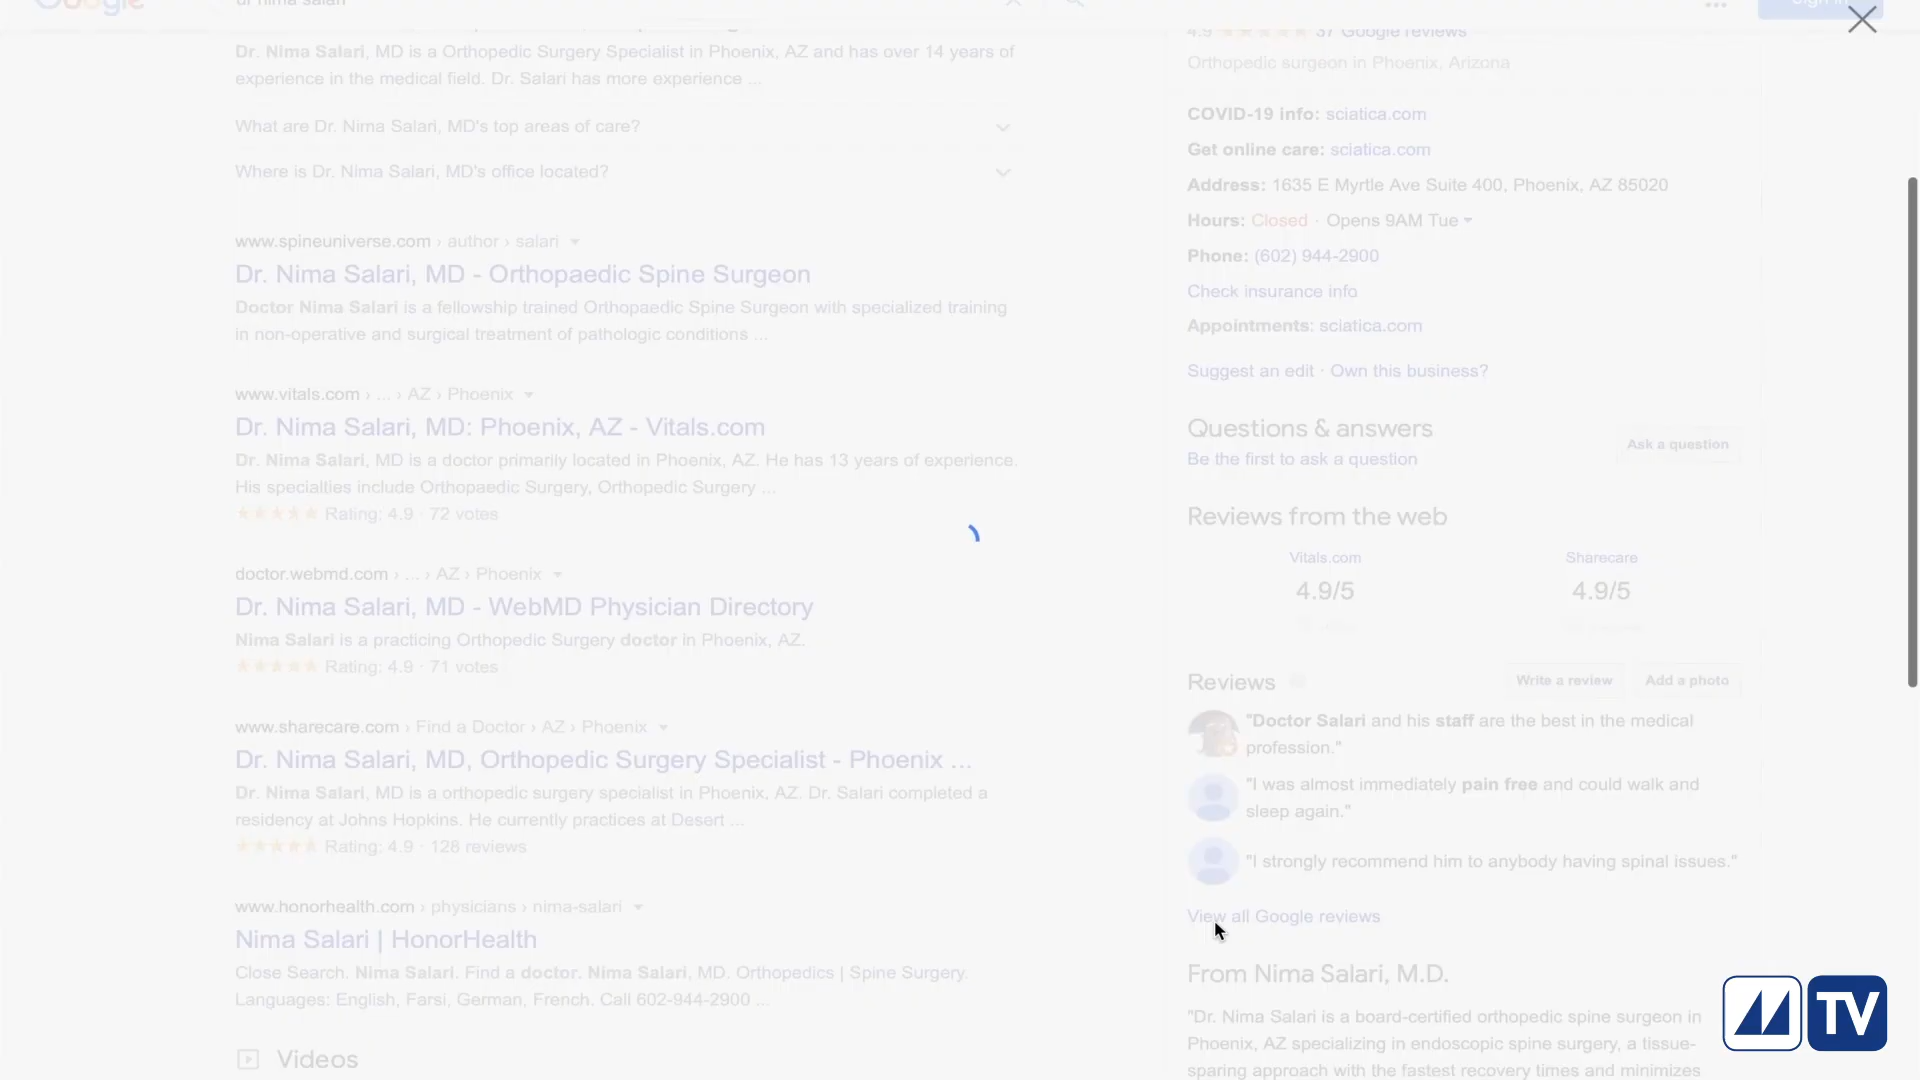 Google
dr nima salari
Sign in
Dr. Nima Salari, MD is a Orthopedic Surgery Specialist in Phoenix, AZ and has over 14 years of
experience in the medical field. Dr. Salari has more experience ...
What are Dr. Nima Salari, MD's top areas of care?
Where is Dr. Nima Salari, MD's office located?
www.spineuniverse.com › author › salari
Dr. Nima Salari, MD - Orthopaedic Spine Surgeon
Doctor Nima Salari is a fellowship trained Orthopaedic Spine Surgeon with specialized training
in non-operative and surgical treatment of pathologic conditions ...
www.vitals.com › ... › AZ › Phoenix
Dr. Nima Salari, MD: Phoenix, AZ - Vitals.com
Dr. Nima Salari, MD is a doctor primarily located in Phoenix, AZ. He has 13 years of experience.
His specialties include Orthopaedic Surgery, Orthopedic Surgery ...
Rating: 4.9 · 72 votes
doctor.webmd.com › ... › AZ › Phoenix
Dr. Nima Salari, MD - WebMD Physician Directory
Nima Salari is a practicing Orthopedic Surgery doctor in Phoenix, AZ.
Rating: 4.9 · 71 votes
www.sharecare.com › Find a Doctor › AZ › Phoenix
Dr. Nima Salari, MD, Orthopedic Surgery Specialist - Phoenix ...
Dr. Nima Salari, MD is a orthopedic surgery specialist in Phoenix, AZ. Dr. Salari completed a
residency at Johns Hopkins. He currently practices at Desert ...
Rating: 4.9 · 128 reviews
www.honorhealth.com › physicians › nima-salari
Nima Salari | HonorHealth
Close Search. Nima Salari. Find a doctor. Nima Salari, MD. Orthopedics | Spine Surgery.
Languages: English, Farsi, German, French. Call 602-944-2900 ...
Videos
4.9 37 Google reviews
Orthopedic surgeon in Phoenix, Arizona
COVID-19 info: sciatica.com
Get online care: sciatica.com
Address: 1635 E Myrtle Ave Suite 400, Phoenix, AZ 85020
Hours: Closed · Opens 9AM Tue
Phone: (602) 944-2900
Check insurance info
Appointments: sciatica.com
Suggest an edit · Own this business?
Questions & answers
Be the first to ask a question
Ask a question
Reviews from the web
Vitals.com Sharecare
4.9/5 4.9/5
Reviews
Write a review Add a photo
"Doctor Salari and his staff are the best in the medical
profession."
"I was almost immediately pain free and could walk and
sleep again."
"I strongly recommend him to anybody having spinal issues."
View all Google reviews
From Nima Salari, M.D.
"Dr. Nima Salari is a board-certified orthopedic spine surgeon in
Phoenix, AZ specializing in endoscopic spine surgery, a tissue-
sparing approach with the fastest recovery times and minimizes
TV